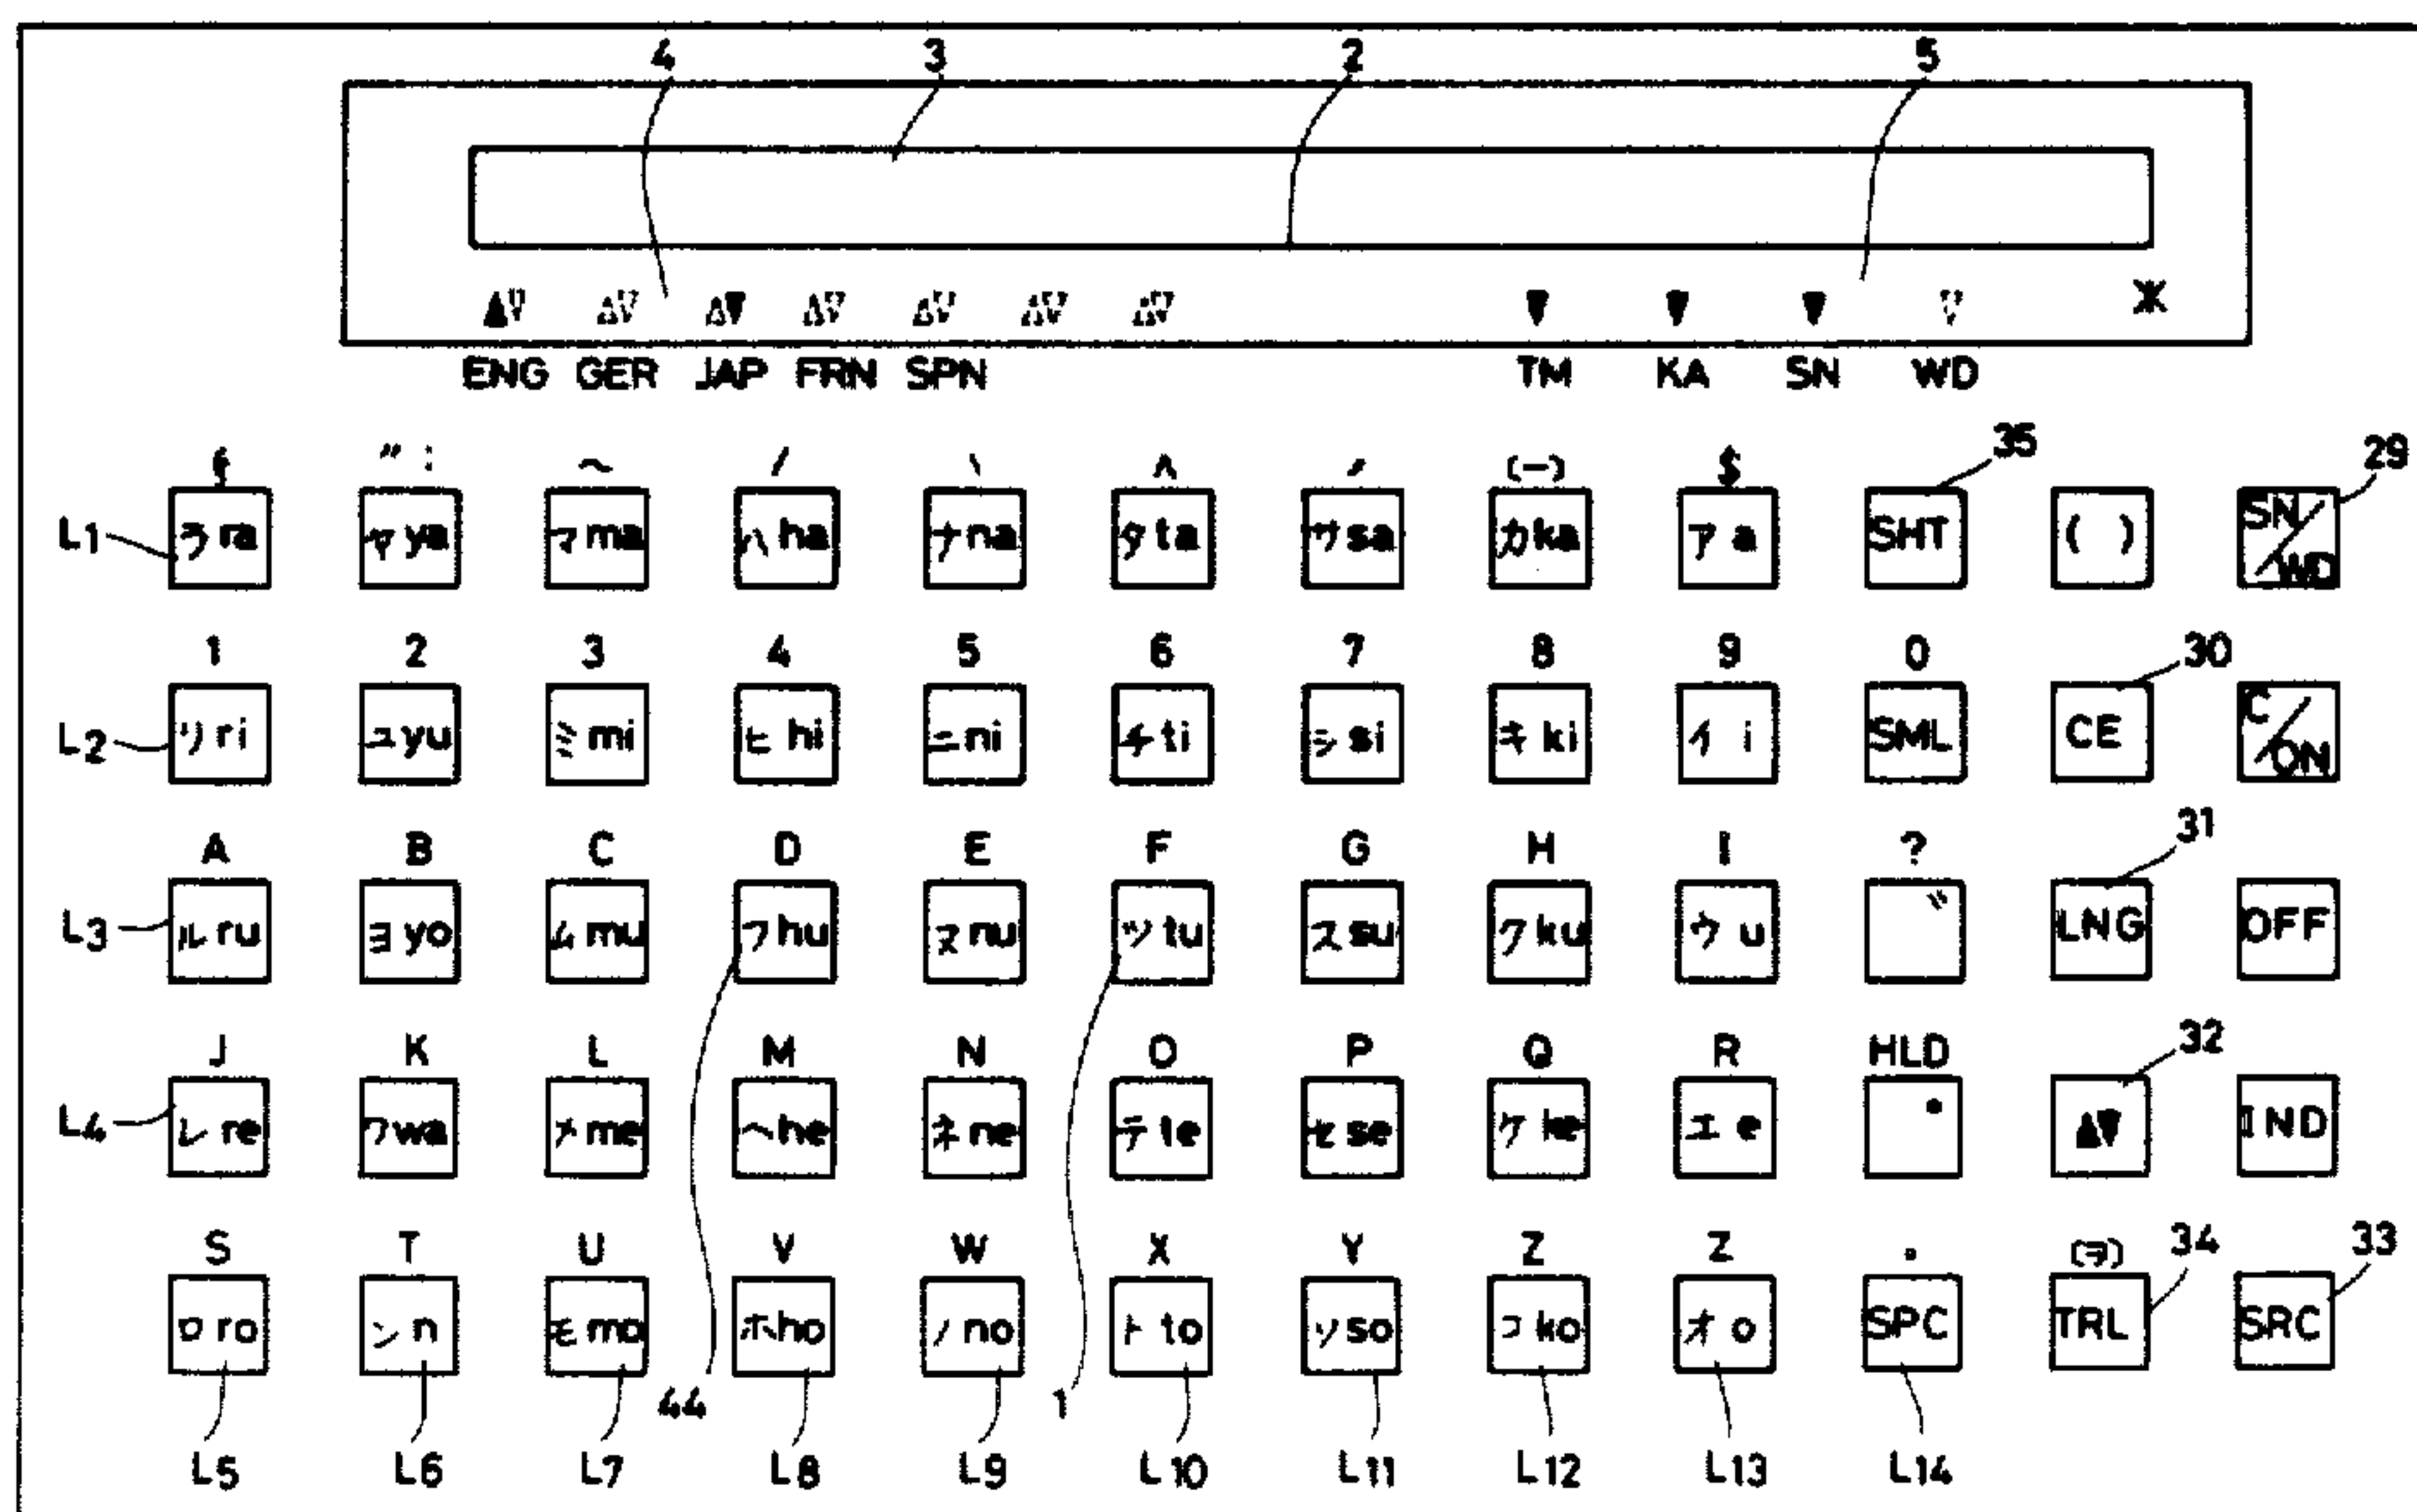 4 3 2 5
▲▽ △▽ △▼ △▽ △▽ △▽ △▽ ▼ ▼ ▼ ▽ Ж
ENG GER JAP FRN SPN TM KA SN WD
〃 : ~ / \ ^ ′ (-) $ 35 29
L1 ラ ra ヤ ya マ ma ハ ha ナ na タ ta サ sa カ ka ア a SHT ( ) SN/WD
1 2 3 4 5 6 7 8 9 0 30
L2 リ ri ユ yu ミ mi ヒ hi ニ ni チ ti シ si キ ki イ i SML CE C/ON
A B C D E F G H I ? 31
L3 ル ru ヨ yo ム mu フ hu ヌ nu ツ tu ス su ク ku ウ u ゛ LNG OFF
J K L M N O P Q R HLD 32
L4 レ re ワ wa メ me ヘ he ネ ne テ te セ se ケ ke エ e ▲▼ IND
S T U V W X Y Z Z (ヲ) 34 33
ロ ro ン n モ mo ホ ho ノ no ト to ソ so コ ko オ o SPC TRL SRC
44 1
L5 L6 L7 L8 L9 L10 L11 L12 L13 L14